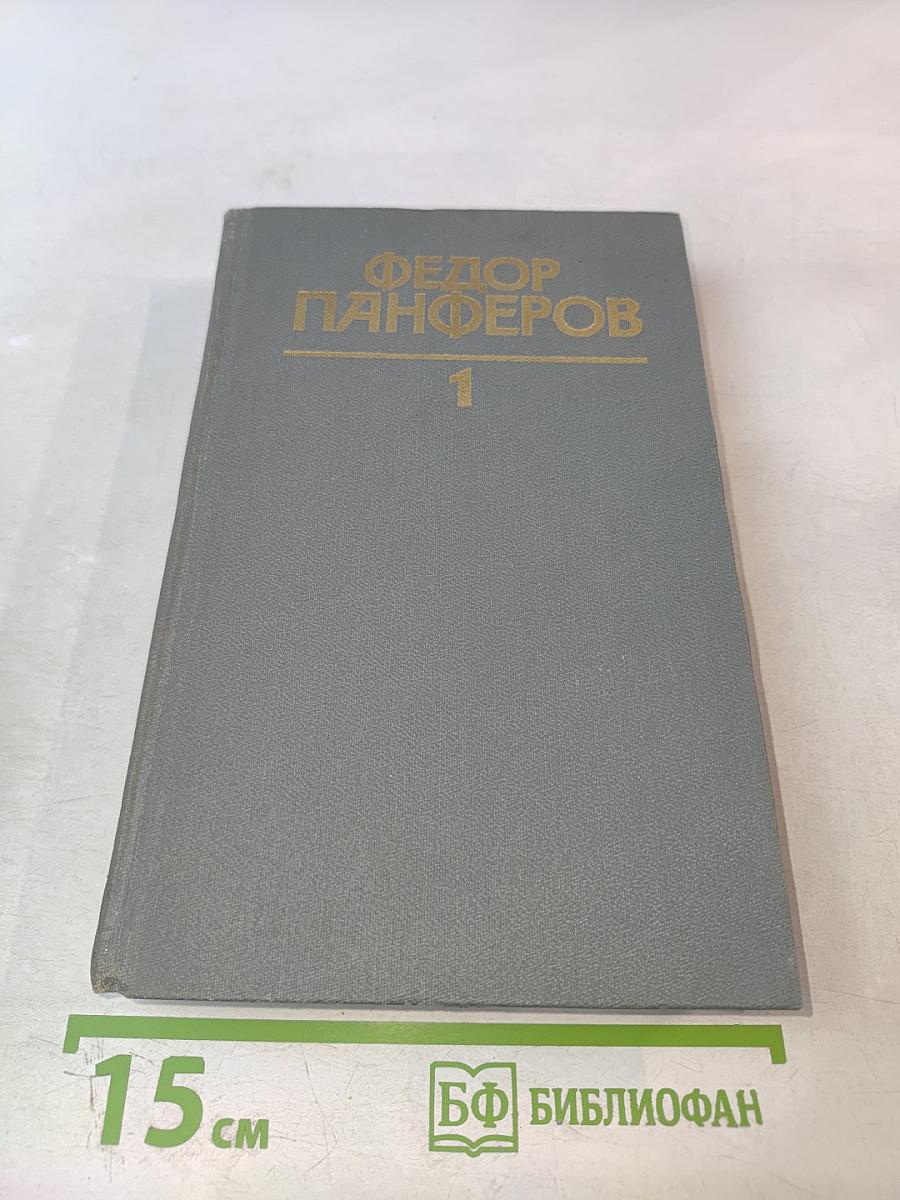 ФЕДОР
ПАНФЕРОВ
1
15 см
БФ БИБЛИОФАН